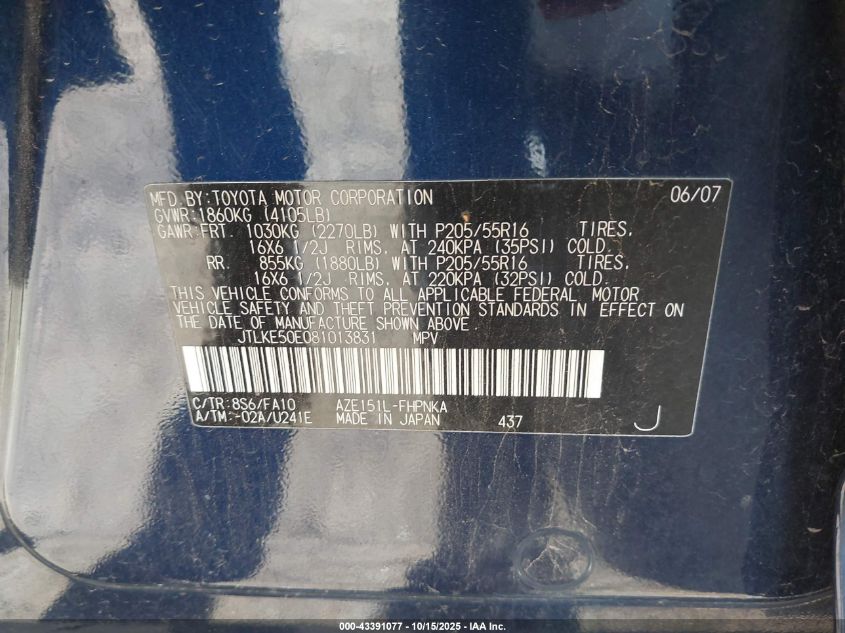 MFD. BY: TOYOTA MOTOR CORPORATION 06/07
GVWR: 1860KG (4105LB)
GAWR: FRT. 1030KG (2270LB) WITH P205/55R16 TIRES,
16X6 1/2J RIMS, AT 240KPA (35PSI) COLD.
RR. 855KG (1880LB) WITH P205/55R16 TIRES,
16X6 1/2J RIMS, AT 220KPA (32PSI) COLD.
THIS VEHICLE CONFORMS TO ALL APPLICABLE FEDERAL MOTOR
VEHICLE SAFETY AND THEFT PREVENTION STANDARDS IN EFFECT ON
THE DATE OF MANUFACTURE SHOWN ABOVE.
JTLKE50E081013831 MPV
C/TR: 8S6/FA10 AZE151L-FHPNKA
A/TM: -02A/U241E MADE IN JAPAN 437 J
000-43391077 - 10/15/2025 - IAA Inc.